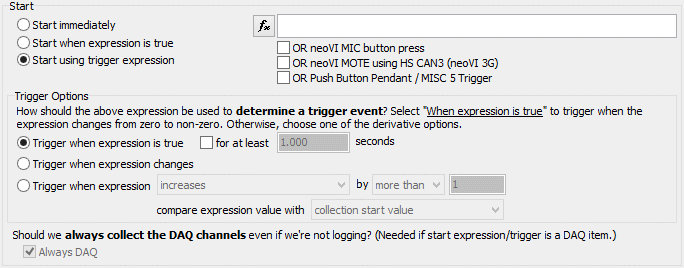 Start
Start immediately
fx
Start when expression is true
OR neoVI MIC button press
Start using trigger expression
OR neoVI MOTE using HS CAN3 (neoVI 3G)
OR Push Button Pendant / MISC 5 Trigger
Trigger Options
How should the above expression be used to determine a trigger event? Select "When expression is true" to trigger when the
expression changes from zero to non-zero. Otherwise, choose one of the derivative options.
Trigger when expression is true for at least 1.000 seconds
Trigger when expression changes
Trigger when expression increases by more than 1
compare expression value with collection start value
Should we always collect the DAQ channels even if we're not logging? (Needed if start expression/trigger is a DAQ item.)
Always DAQ